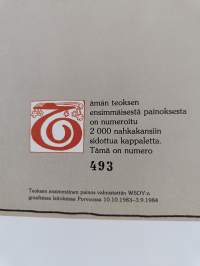 Tämän teoksen
ensimmäisestä painoksesta
on numeroitu
2 000 nahkakansiin
sidottua kappaletta.
Tämä on numero
493
Teoksen ensimmäinen painos valmistettiin WSOY:n
graafisissa laitoksissa Porvoossa 10.10.1983–3.9.1984